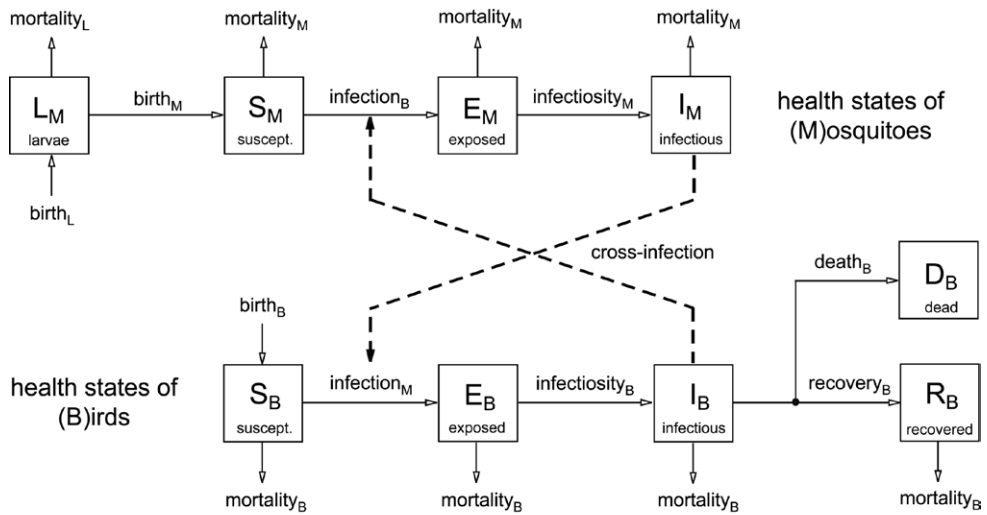 mortality_L mortality_M mortality_M mortality_M
L_M birth_M S_M infection_B E_M infectiosity_M I_M
larvae suscept. exposed infectious
health states of
(M)osquitoes
birth_L
cross-infection
death_B D_B
dead
birth_B
health states of
(B)irds
S_B infection_M E_B infectiosity_B I_B recovery_B R_B
suscept. exposed infectious recovered
mortality_B mortality_B mortality_B mortality_B